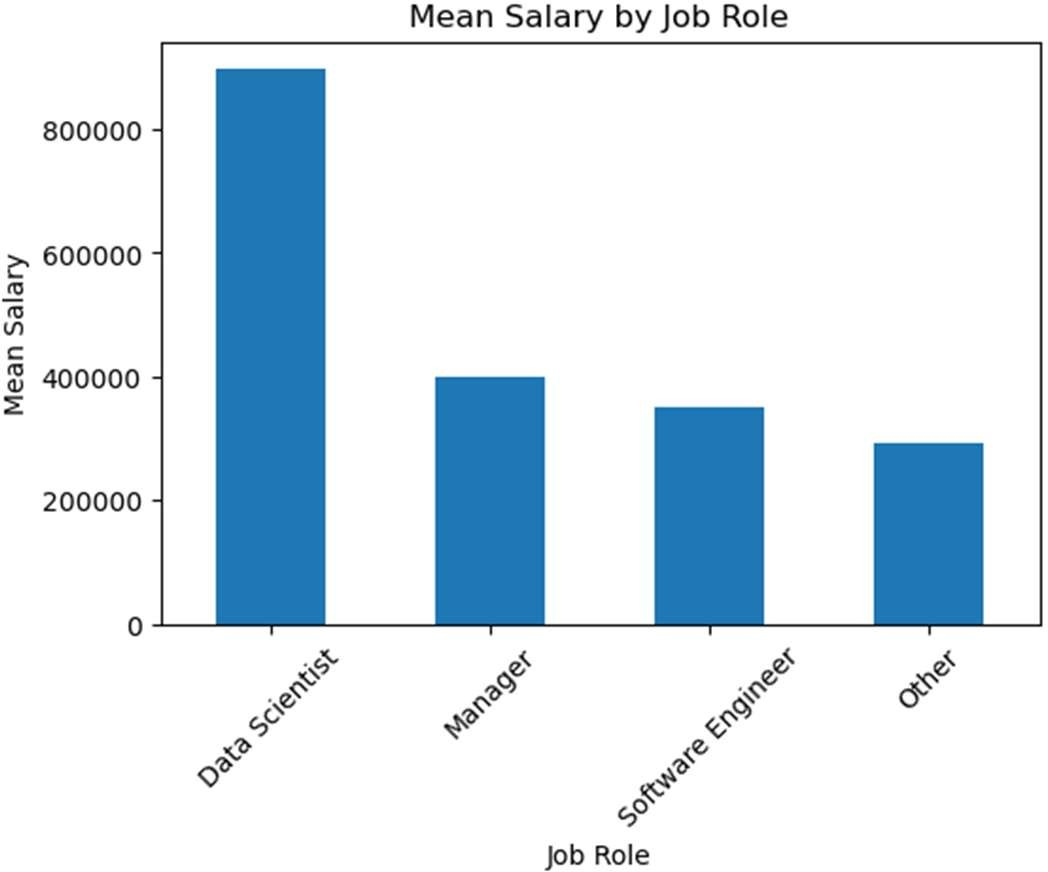 Mean Salary by Job Role
Mean Salary
800000
600000
400000
200000
0
Data Scientist
Manager
Software Engineer
Other
Job Role